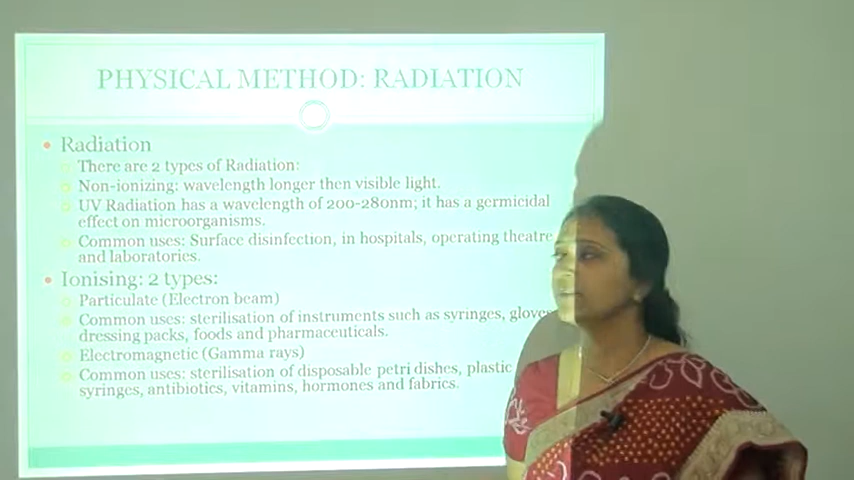 PHYSICAL METHOD: RADIATION
Radiation
There are 2 types of Radiation:
Non-ionizing: wavelength longer then visible light.
UV Radiation has a wavelength of 200-280nm; it has a germicidal
effect on microorganisms.
Common uses: Surface disinfection, in hospitals, operating theatre
and laboratories.
Ionising: 2 types:
Particulate (Electron beam)
Common uses: sterilisation of instruments such as syringes, gloves
dressing packs, foods and pharmaceuticals.
Electromagnetic (Gamma rays)
Common uses: sterilisation of disposable petri dishes, plastic
syringes, antibiotics, vitamins, hormones and fabrics.